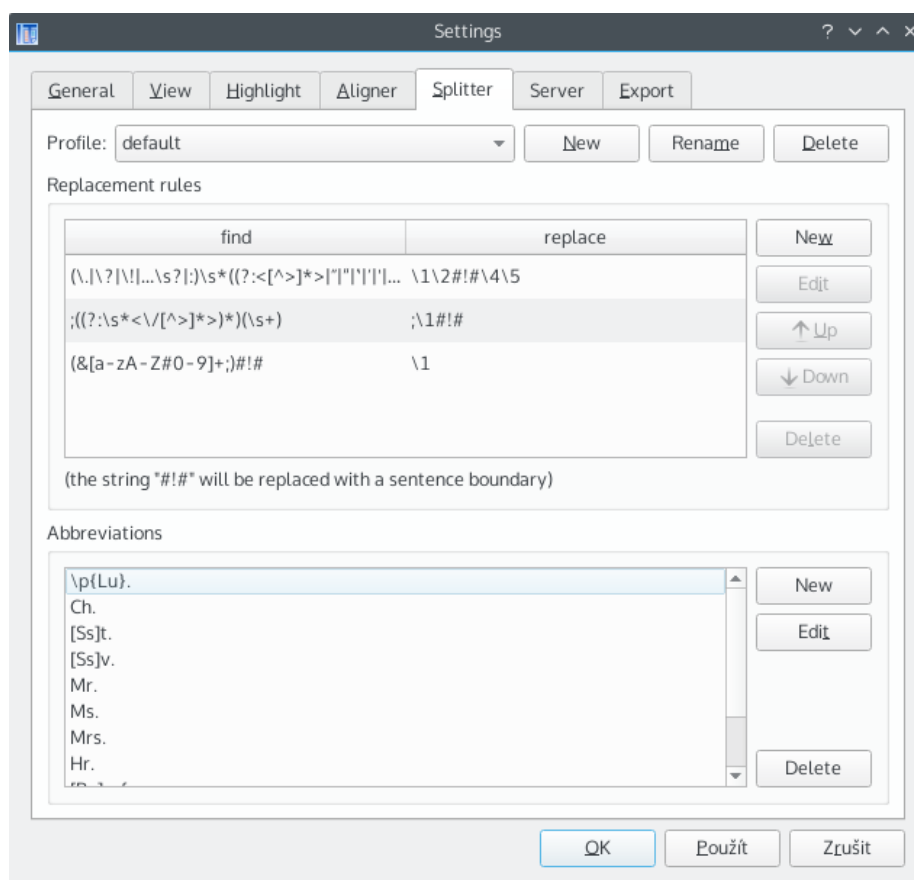 Settings
General View Highlight Aligner Splitter Server Export
Profile: default New Rename Delete
Replacement rules
find replace New
(\.|\?|\!|...\s?|:)\s*((?:<[^>]*>|"|"|'|'|'|... \1\2#!#\4\5
Edit
;((?:\s*<\/[^>]*>)*)(\s+) ;\1#!#
Up
(&[a-zA-Z#0-9]+;)#!# \1
Down
Delete
(the string "#!#" will be replaced with a sentence boundary)
Abbreviations
\p{Lu}. New
Ch.
[Ss]t. Edit
[Ss]v.
Mr.
Ms.
Mrs.
Hr. Delete
OK Použít Zrušit